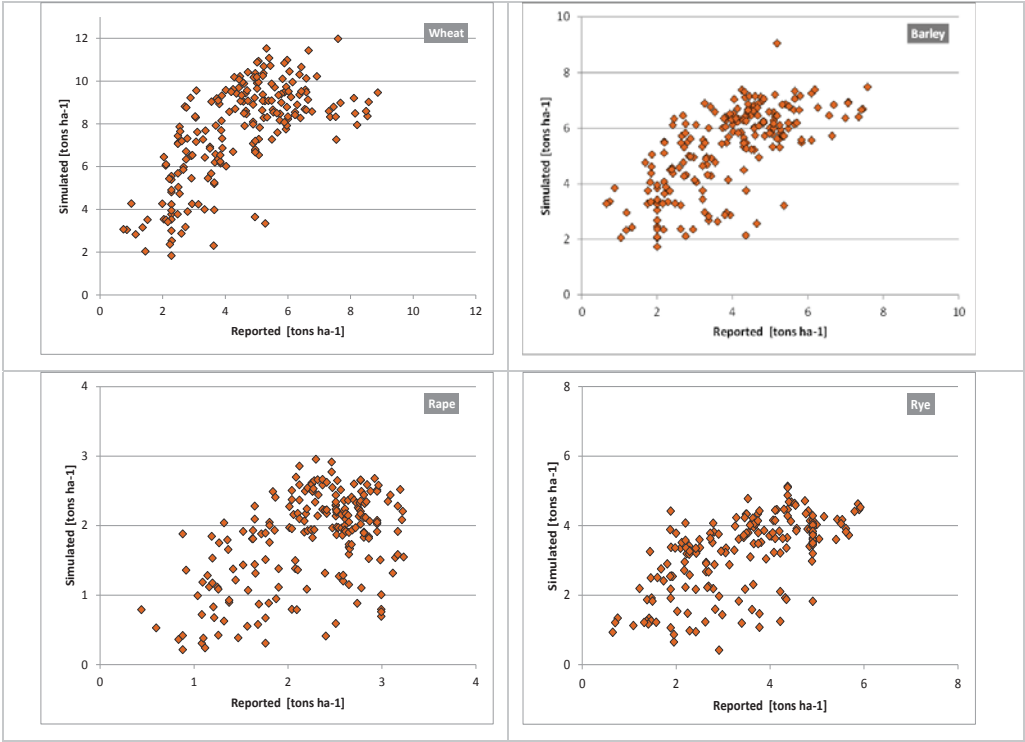 Wheat
12
10
8
6
4
2
0
0 2 4 6 8 10 12
Simulated [tons ha-1]
Reported [tons ha-1]
Barley
10
8
6
4
2
0
0 2 4 6 8 10
Simulated [tons ha-1]
Reported [tons ha-1]
Rape
4
3
2
1
0
0 1 2 3 4
Simulated [tons ha-1]
Reported [tons ha-1]
Rye
8
6
4
2
0
0 2 4 6 8
Simulated [tons ha-1]
Reported [tons ha-1]